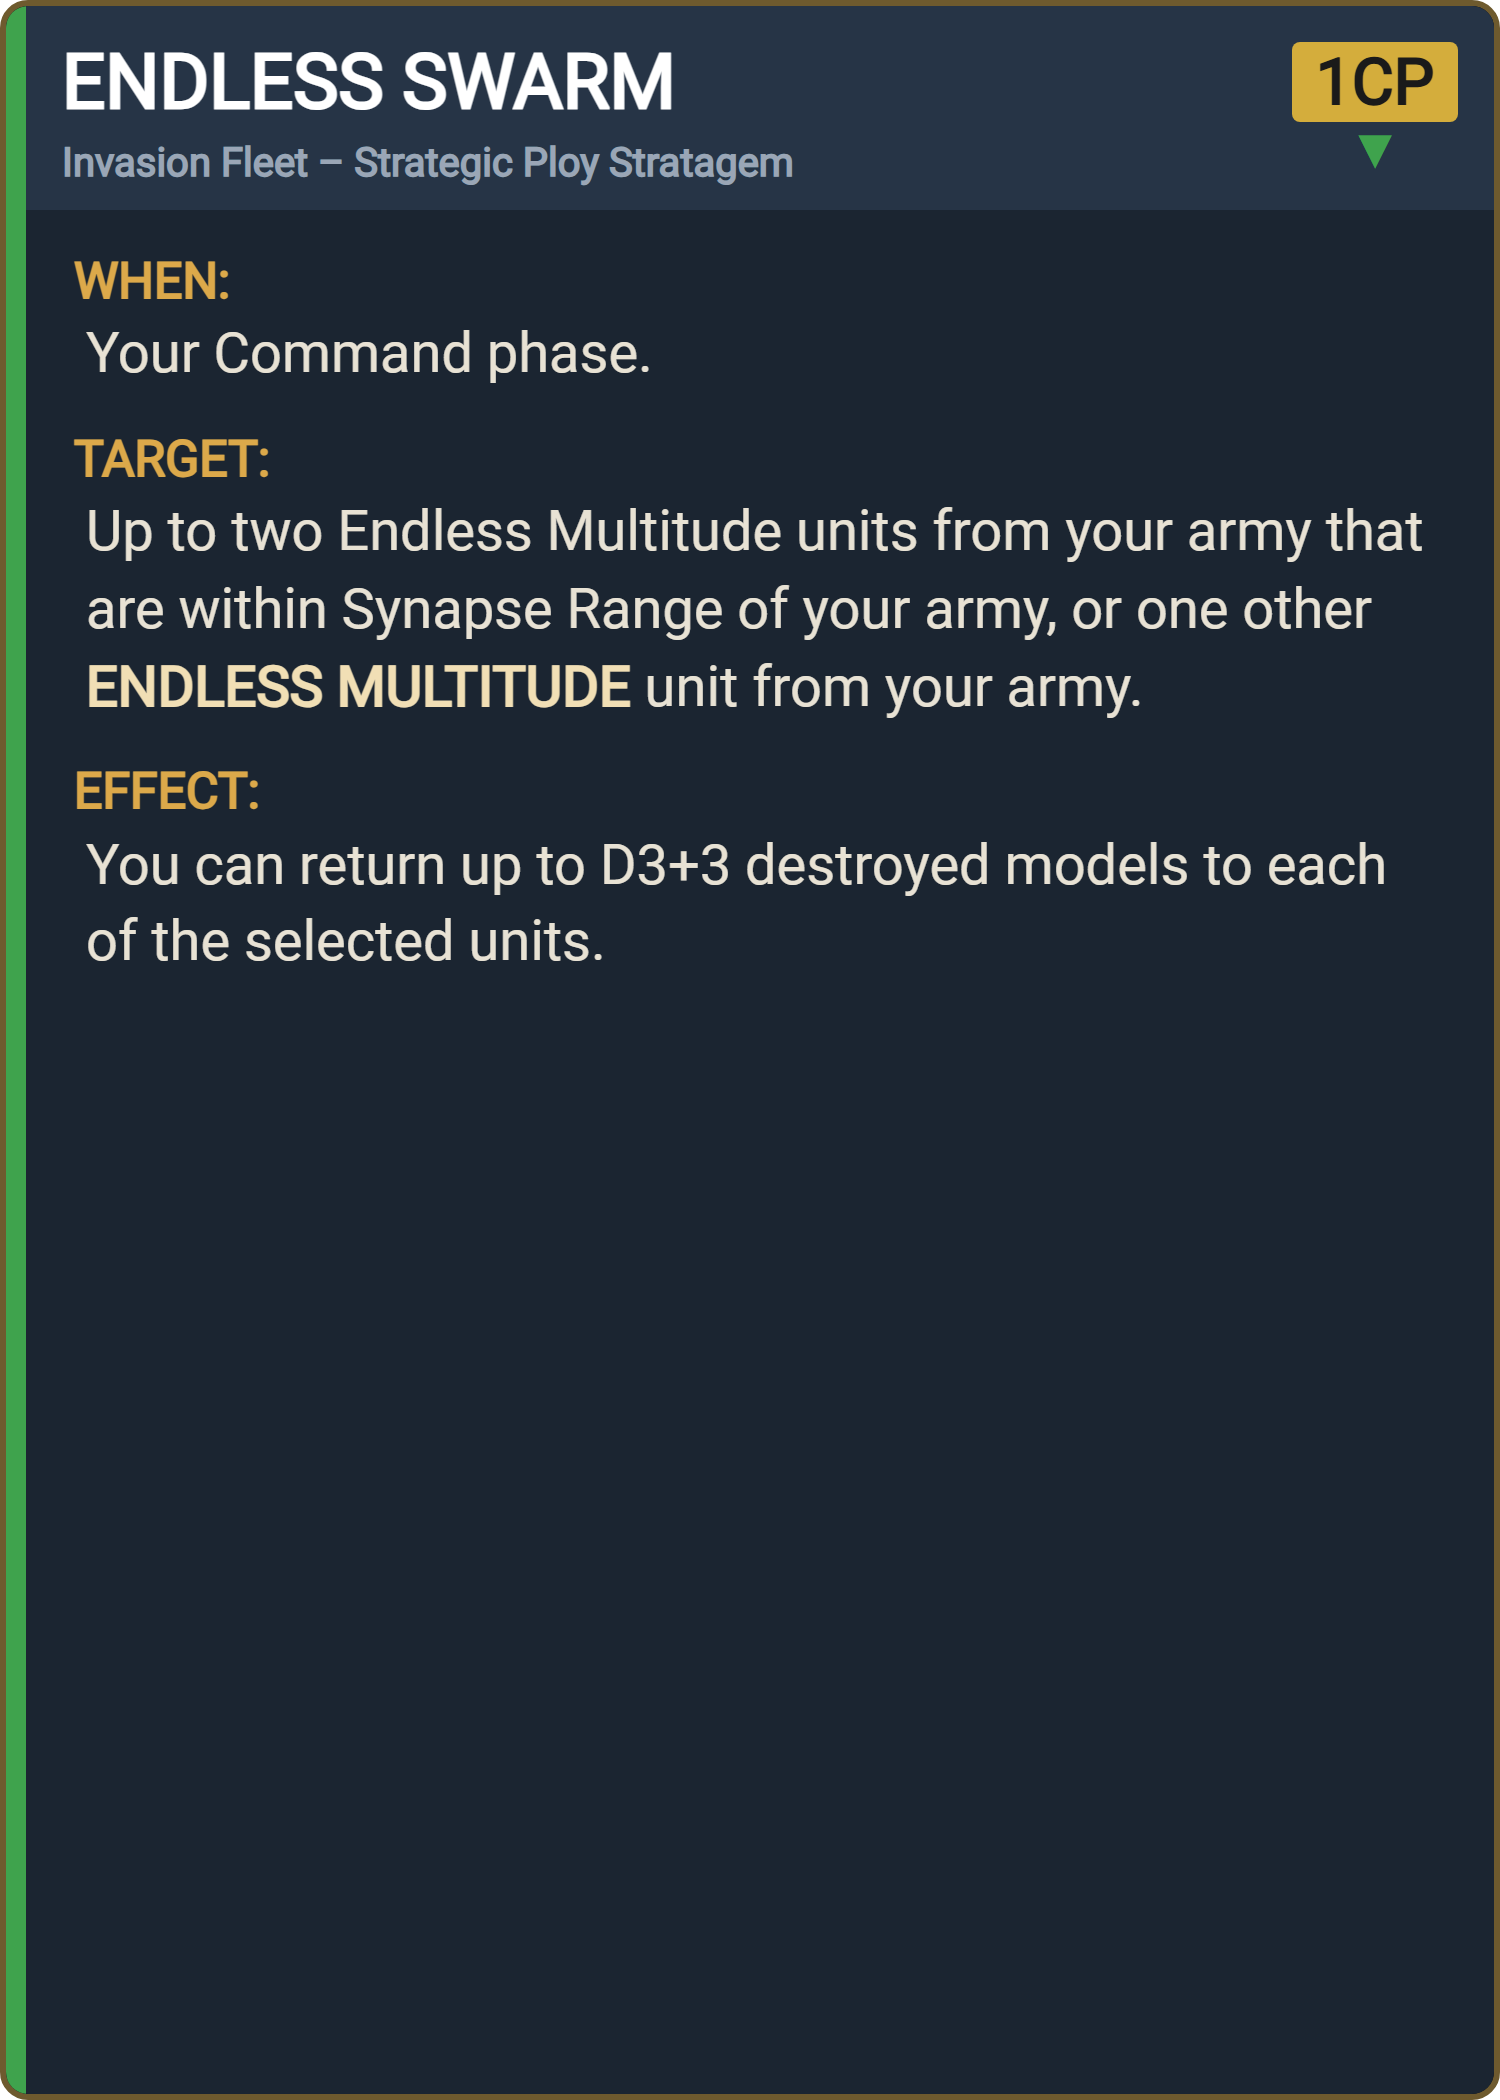 ENDLESS SWARM
1CP
Invasion Fleet – Strategic Ploy Stratagem
WHEN:
Your Command phase.
TARGET:
Up to two Endless Multitude units from your army that
are within Synapse Range of your army, or one other
ENDLESS MULTITUDE unit from your army.
EFFECT:
You can return up to D3+3 destroyed models to each
of the selected units.